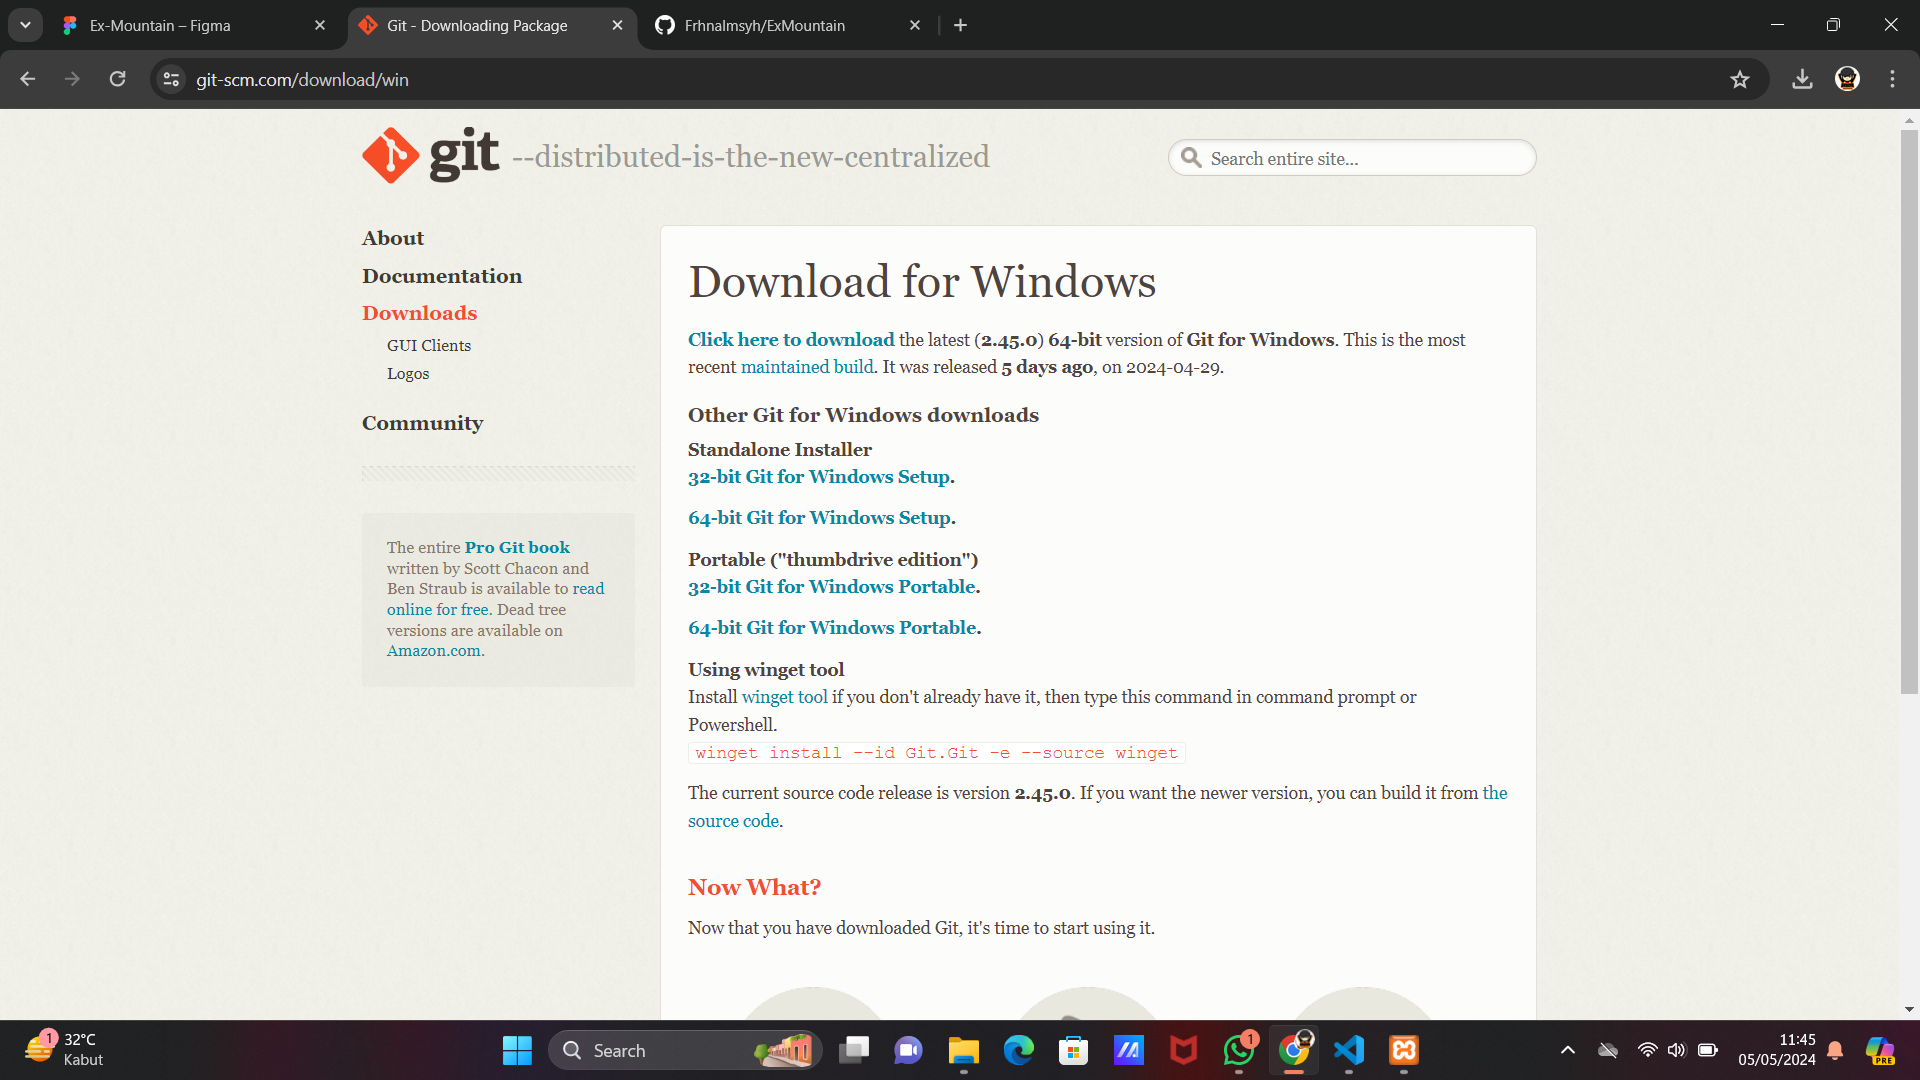 Ex-Mountain – Figma
Git - Downloading Package
Frhnalmsyh/ExMountain
git-scm.com/download/win
git --distributed-is-the-new-centralized
Search entire site...
About
Documentation
Downloads
GUI Clients
Logos
Community
The entire Pro Git book
written by Scott Chacon and
Ben Straub is available to read
online for free. Dead tree
versions are available on
Amazon.com.
Download for Windows
Click here to download the latest (2.45.0) 64-bit version of Git for Windows. This is the most
recent maintained build. It was released 5 days ago, on 2024-04-29.
Other Git for Windows downloads
Standalone Installer
32-bit Git for Windows Setup.
64-bit Git for Windows Setup.
Portable ("thumbdrive edition")
32-bit Git for Windows Portable.
64-bit Git for Windows Portable.
Using winget tool
Install winget tool if you don't already have it, then type this command in command prompt or
Powershell.
winget install --id Git.Git -e --source winget
The current source code release is version 2.45.0. If you want the newer version, you can build it from the
source code.
Now What?
Now that you have downloaded Git, it's time to start using it.
1
32°C
Kabut
Search
1
11:45
05/05/2024
PRE